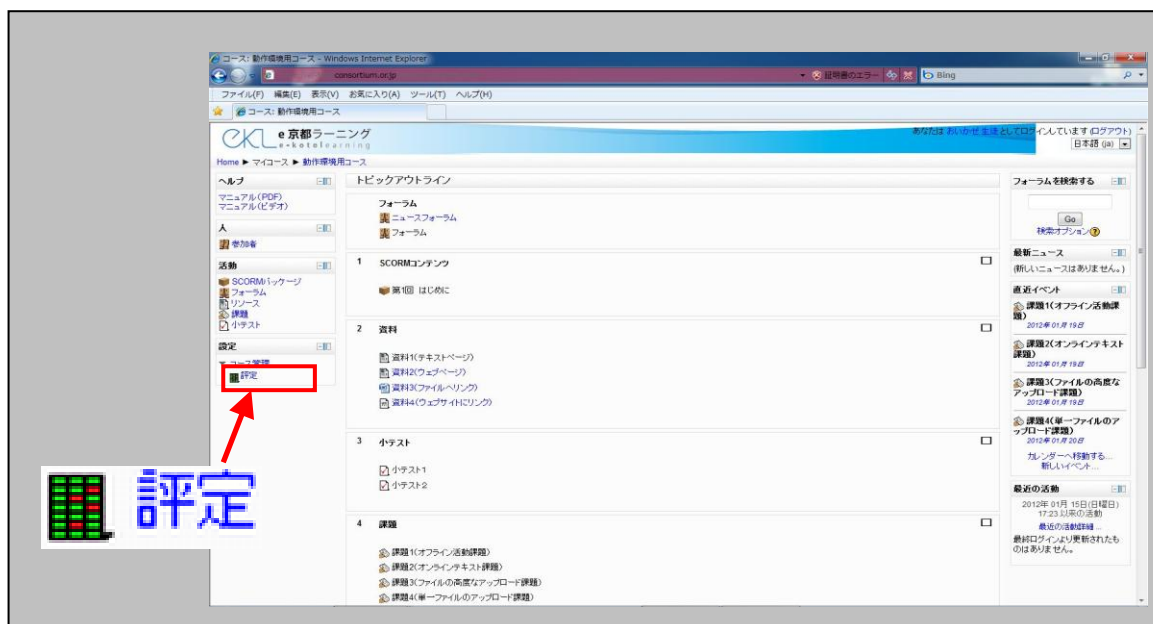 コース: 動作環境用コース - Windows Internet Explorer
consortium.or.jp
証明書のエラー
Bing
ファイル(F) 編集(E) 表示(V) お気に入り(A) ツール(T) ヘルプ(H)
コース: 動作環境用コース
e京都ラーニング
e-kotolearning
あなたは おいかぜ 生徒 としてログインしています (ログアウト)
日本語 (ja)
Home ► マイコース ► 動作環境用コース
ヘルプ
マニュアル(PDF)
マニュアル(ビデオ)
人
参加者
活動
SCORMパッケージ
フォーラム
リソース
課題
小テスト
設定
コース管理
評定
評定
トピックアウトライン
フォーラム
ニュースフォーラム
フォーラム
1 SCORMコンテンツ
第1回 はじめに
2 資料
資料1(テキストページ)
資料2(ウェブページ)
資料3(ファイルへリンク)
資料4(ウェブサイトにリンク)
3 小テスト
小テスト1
小テスト2
4 課題
課題1(オフライン活動課題)
課題2(オンラインテキスト課題)
課題3(ファイルの高度なアップロード課題)
課題4(単一ファイルのアップロード課題)
フォーラムを検索する
Go
検索オプション
最新ニュース
(新しいニュースはありません。)
直近イベント
課題1(オフライン活動課
題)
2012年 01月 19日
課題2(オンラインテキスト
課題)
2012年 01月 19日
課題3(ファイルの高度な
アップロード課題)
2012年 01月 19日
課題4(単一ファイルのア
ップロード課題)
2012年 01月 20日
カレンダーへ移動する...
新しいイベント...
最近の活動
2012年 01月 15日(日曜日)
17:23 以来の活動
最近の活動詳細 ...
最終ログインより更新されたも
のはありません。